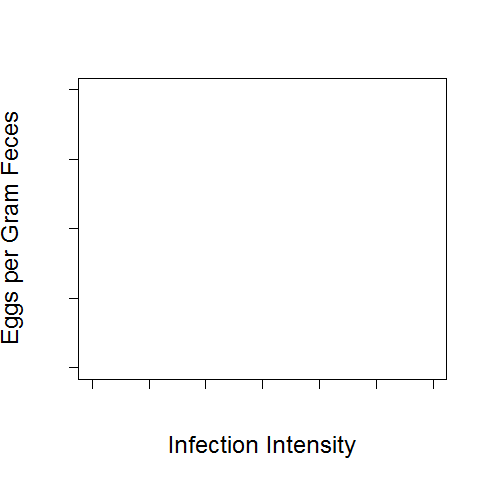 Eggs per Gram Feces
Infection Intensity